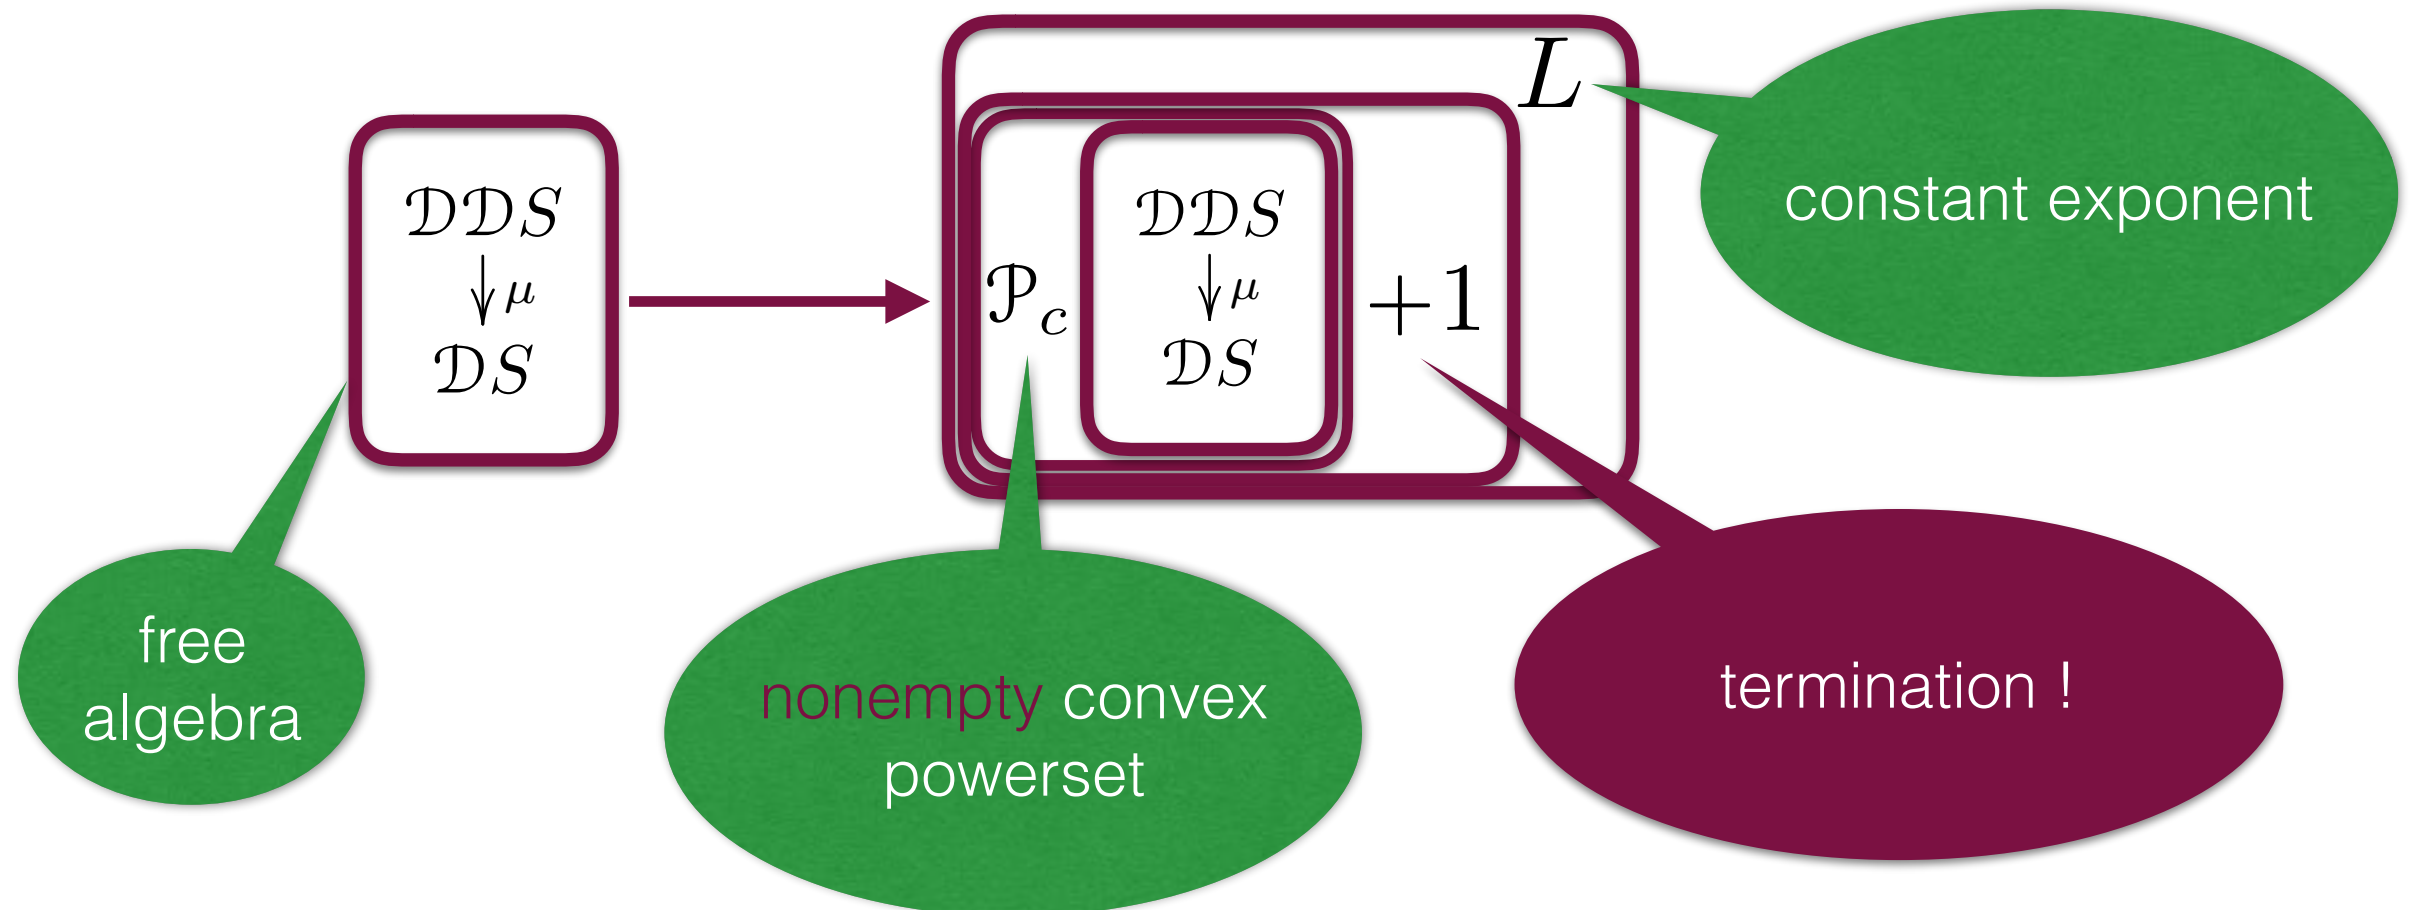 L
constant exponent
𝒟𝒟S
↓ μ
𝒟S
𝒫c
𝒟𝒟S
↓ μ
𝒟S
+1
free
algebra
nonempty convex
powerset
termination !